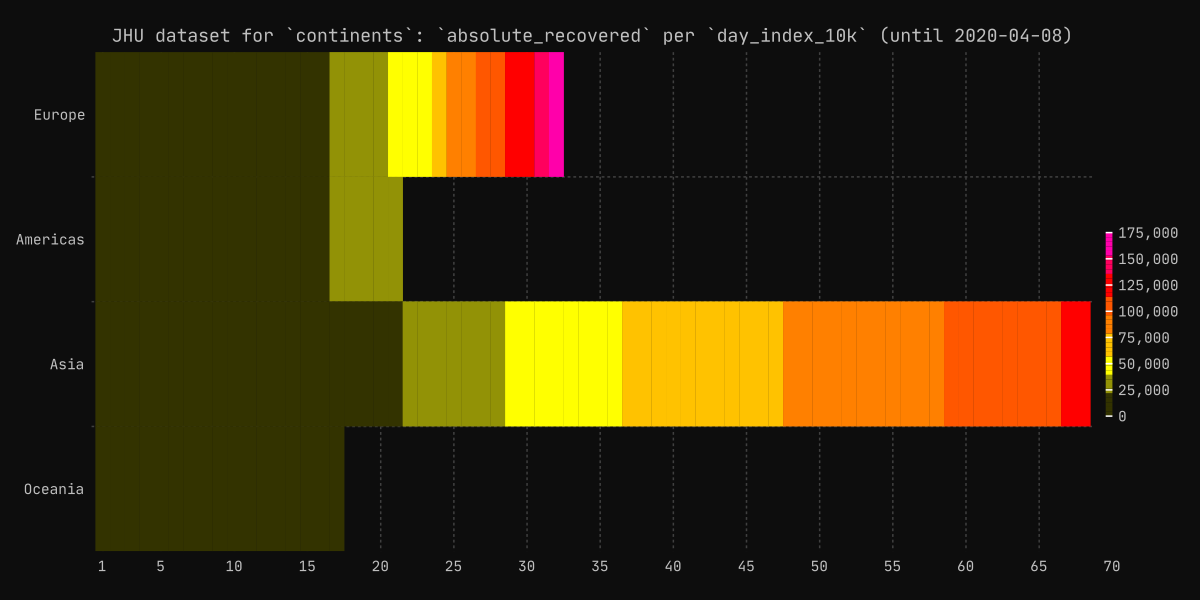 JHU dataset for `continents`: `absolute_recovered` per `day_index_10k` (until 2020-04-08)
Europe
Americas
Asia
Oceania
175,000
150,000
125,000
100,000
75,000
50,000
25,000
0
1 5 10 15 20 25 30 35 40 45 50 55 60 65 70